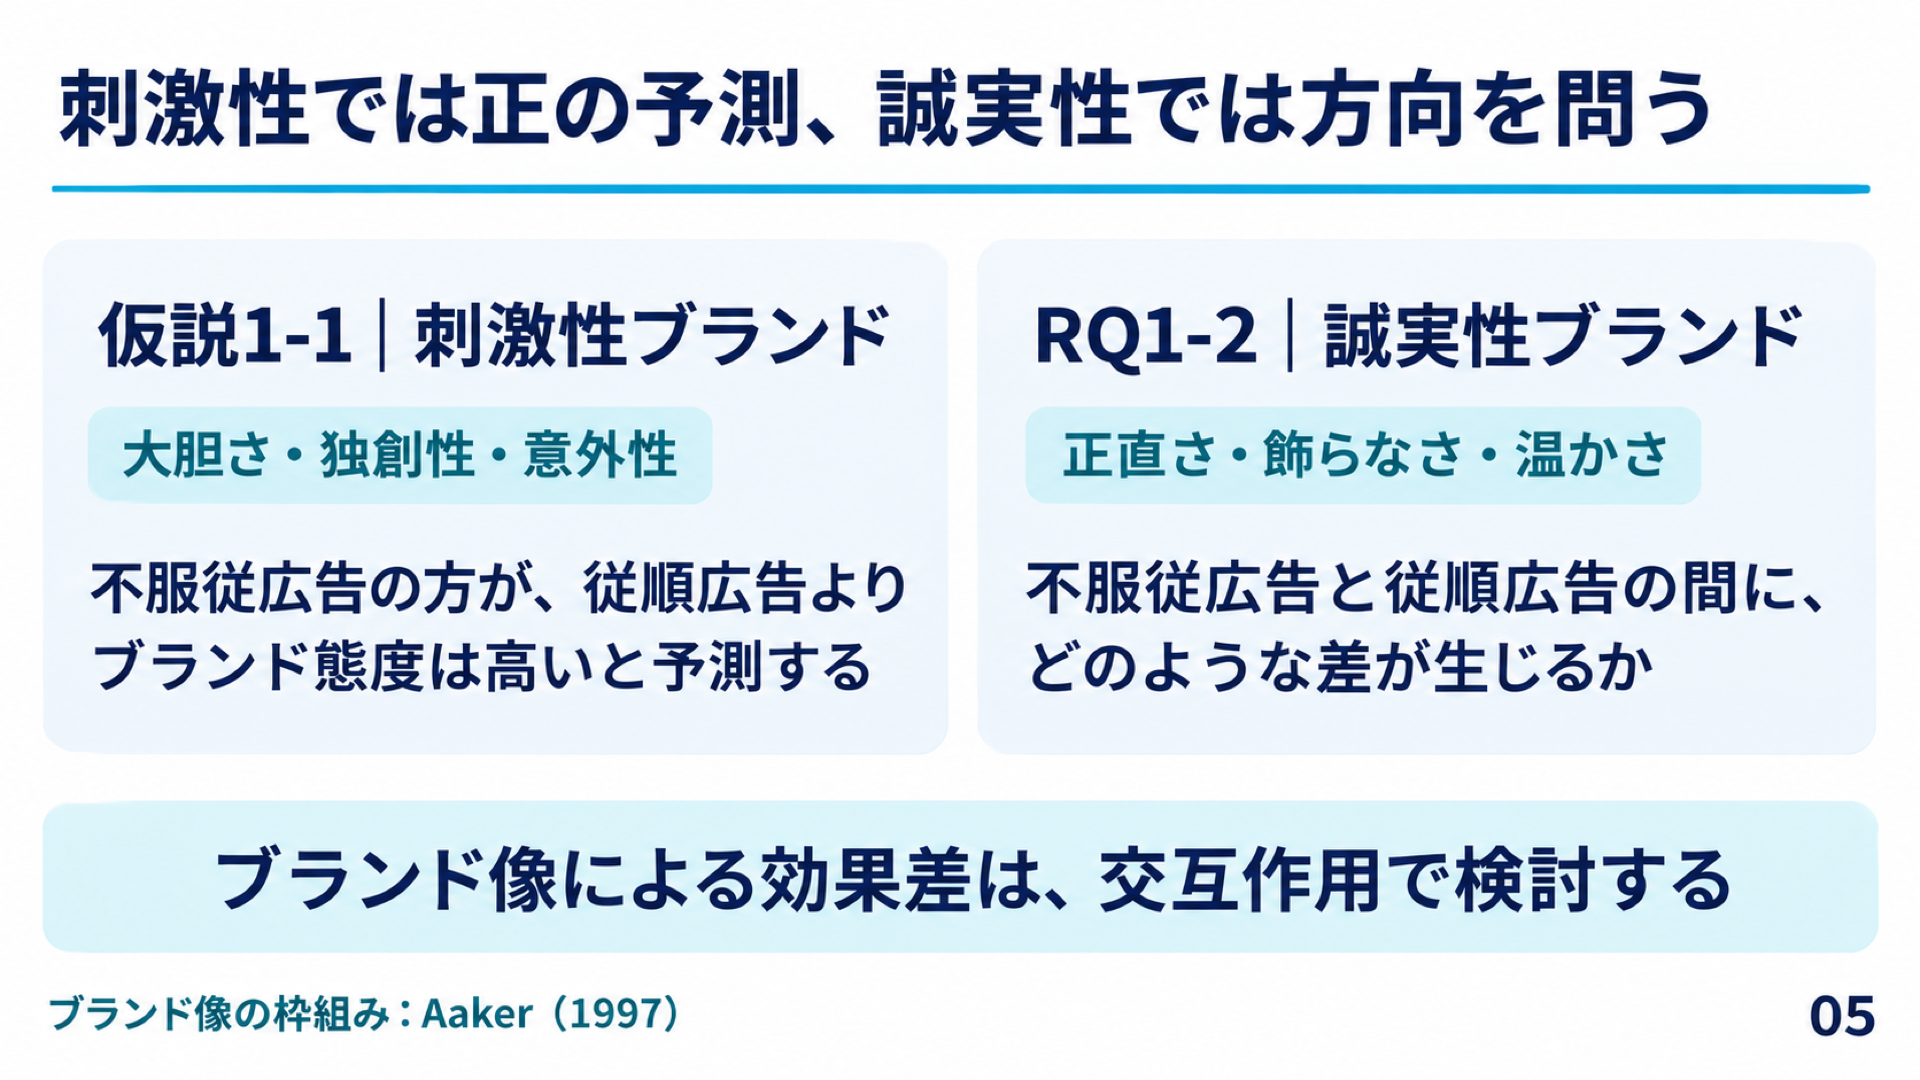 刺激性では正の予測、誠実性では方向を問う
仮説1-1｜刺激性ブランド
大胆さ・独創性・意外性
不服従広告の方が、従順広告より
ブランド態度は高いと予測する
RQ1-2｜誠実性ブランド
正直さ・飾らなさ・温かさ
不服従広告と従順広告の間に、
どのような差が生じるか
ブランド像による効果差は、交互作用で検討する
ブランド像の枠組み：Aaker（1997）
05